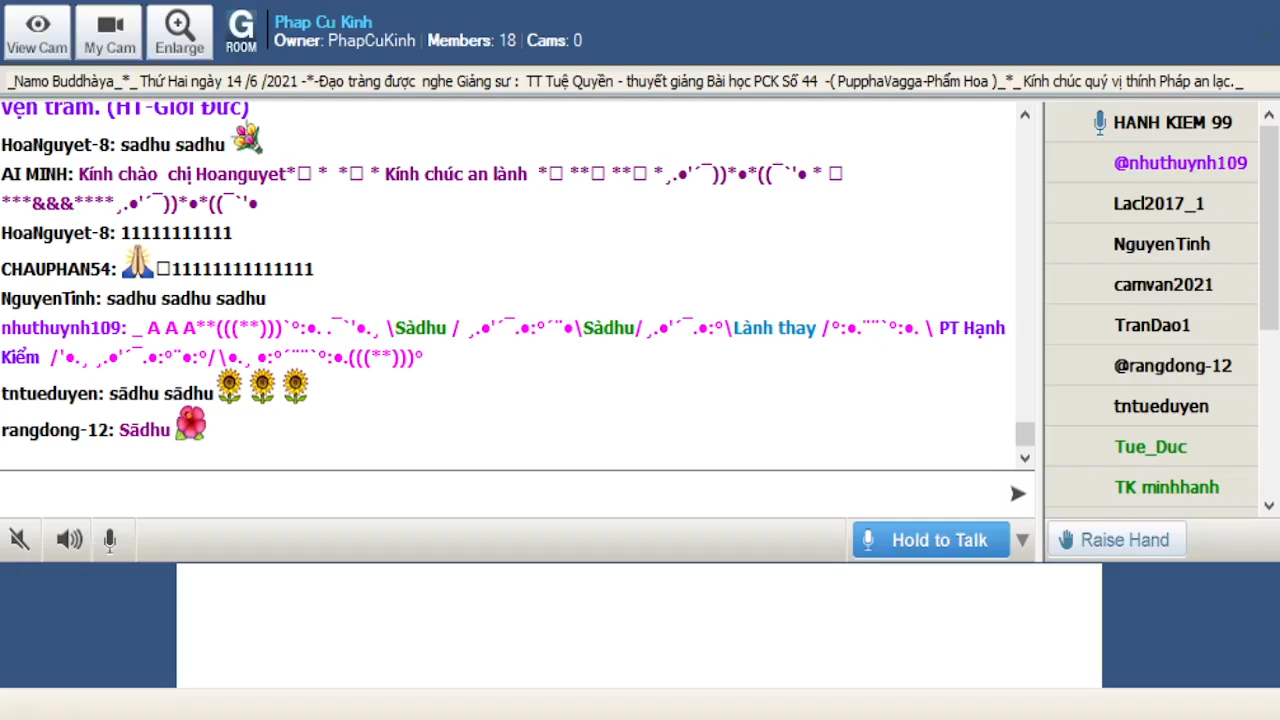 View Cam
My Cam
Enlarge
G
ROOM
Phap Cu Kinh
Owner: PhapCuKinh | Members: 18 | Cams: 0
_Namo Buddhàya_*_ Thứ Hai ngày 14 /6 /2021 -*-Đạo tràng được nghe Giảng sư : TT Tuệ Quyền - thuyết giảng Bài học PCK Số 44 -( PupphaVagga-Phẩm Hoa )_*_ Kính chúc quý vị thính Pháp an lạc._
vẹn trăm. (HT-Giới Đức)
HoaNguyet-8: sadhu sadhu
AI MINH: Kính chào chị Hoanguyet*□ * *□ * Kính chúc an lành *□ **□ **□ *¸.•'´¯))*•*((¯`'• * □
***&&&****¸.•'´¯))*•*((¯`'•
HoaNguyet-8: 11111111111
CHAUPHAN54: □11111111111111
NguyenTinh: sadhu sadhu sadhu
nhuthuynh109: _ A A A**(((**)))`°:•. .¯`'•.¸ \Sàdhu / ¸.•'´¯.•:°´¨•\Sàdhu/¸.•'´¯.•:°\Lành thay /°:•.¨¨`°:•. \ PT Hạnh
Kiểm /'•.¸ ¸.•'´¯.•:°¨•:°/\•.¸ •:°´¨¨`°:•.(((**)))°
tntueduyen: sādhu sādhu
rangdong-12: Sādhu
HANH KIEM 99
@nhuthuynh109
Lacl2017_1
NguyenTinh
camvan2021
TranDao1
@rangdong-12
tntueduyen
Tue_Duc
TK minhhanh
Hold to Talk
Raise Hand